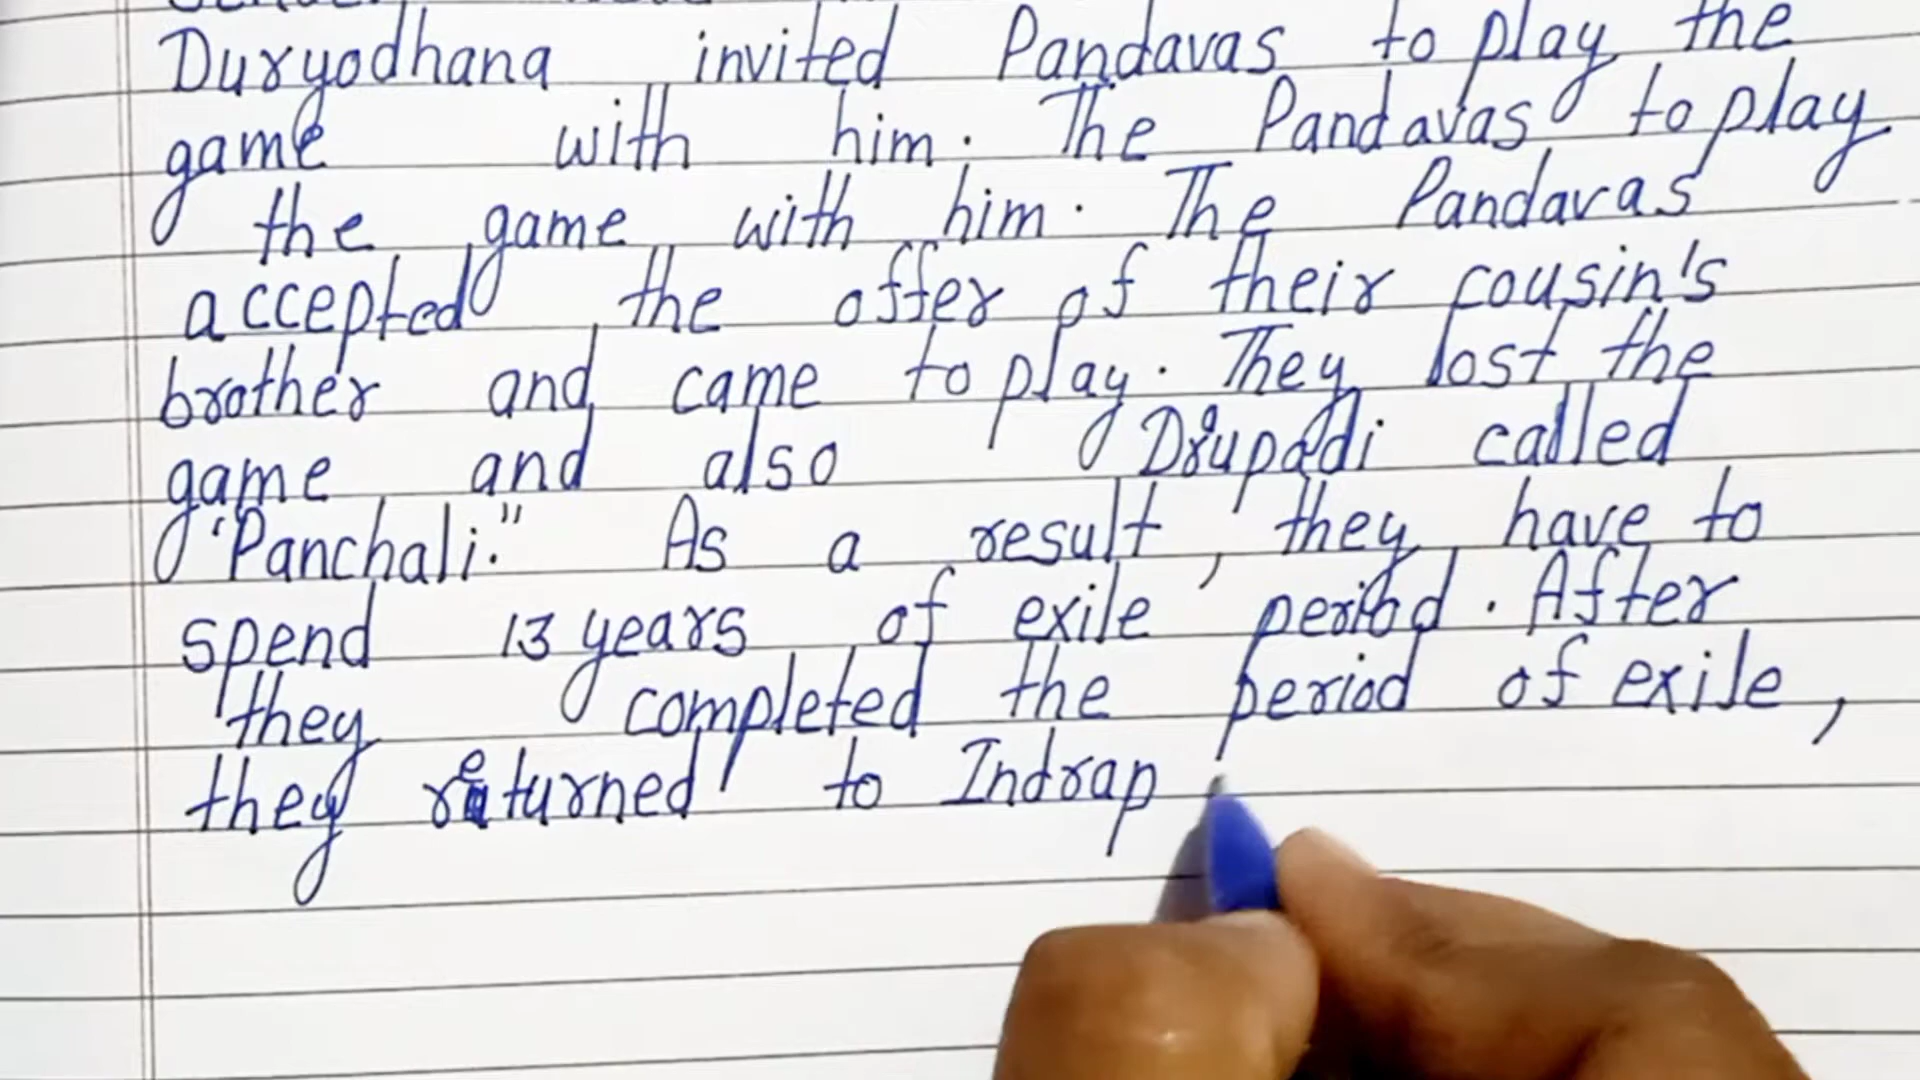 Duryodhana invited Pandavas to play the
game with him. The Pandavas to play
the game with him. The Pandavas
accepted the offer of their cousin's
brother and came to play. They lost the
game and also Drupadi called
"Panchali." As a result, they have to
spend 13 years of exile period. After
they completed the period of exile,
they returned to Indrap